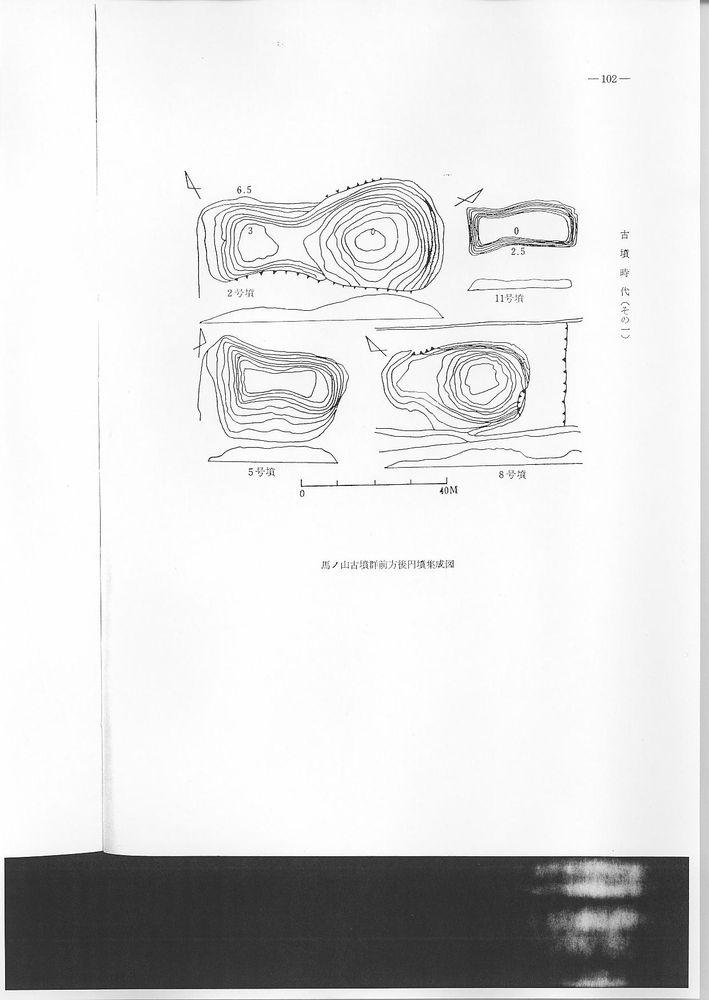 —102—
古墳時代(その一)
6.5
3
0
2号墳
0
2.5
11号墳
5号墳
8号墳
0
40M
馬ノ山古墳群前方後円墳集成図